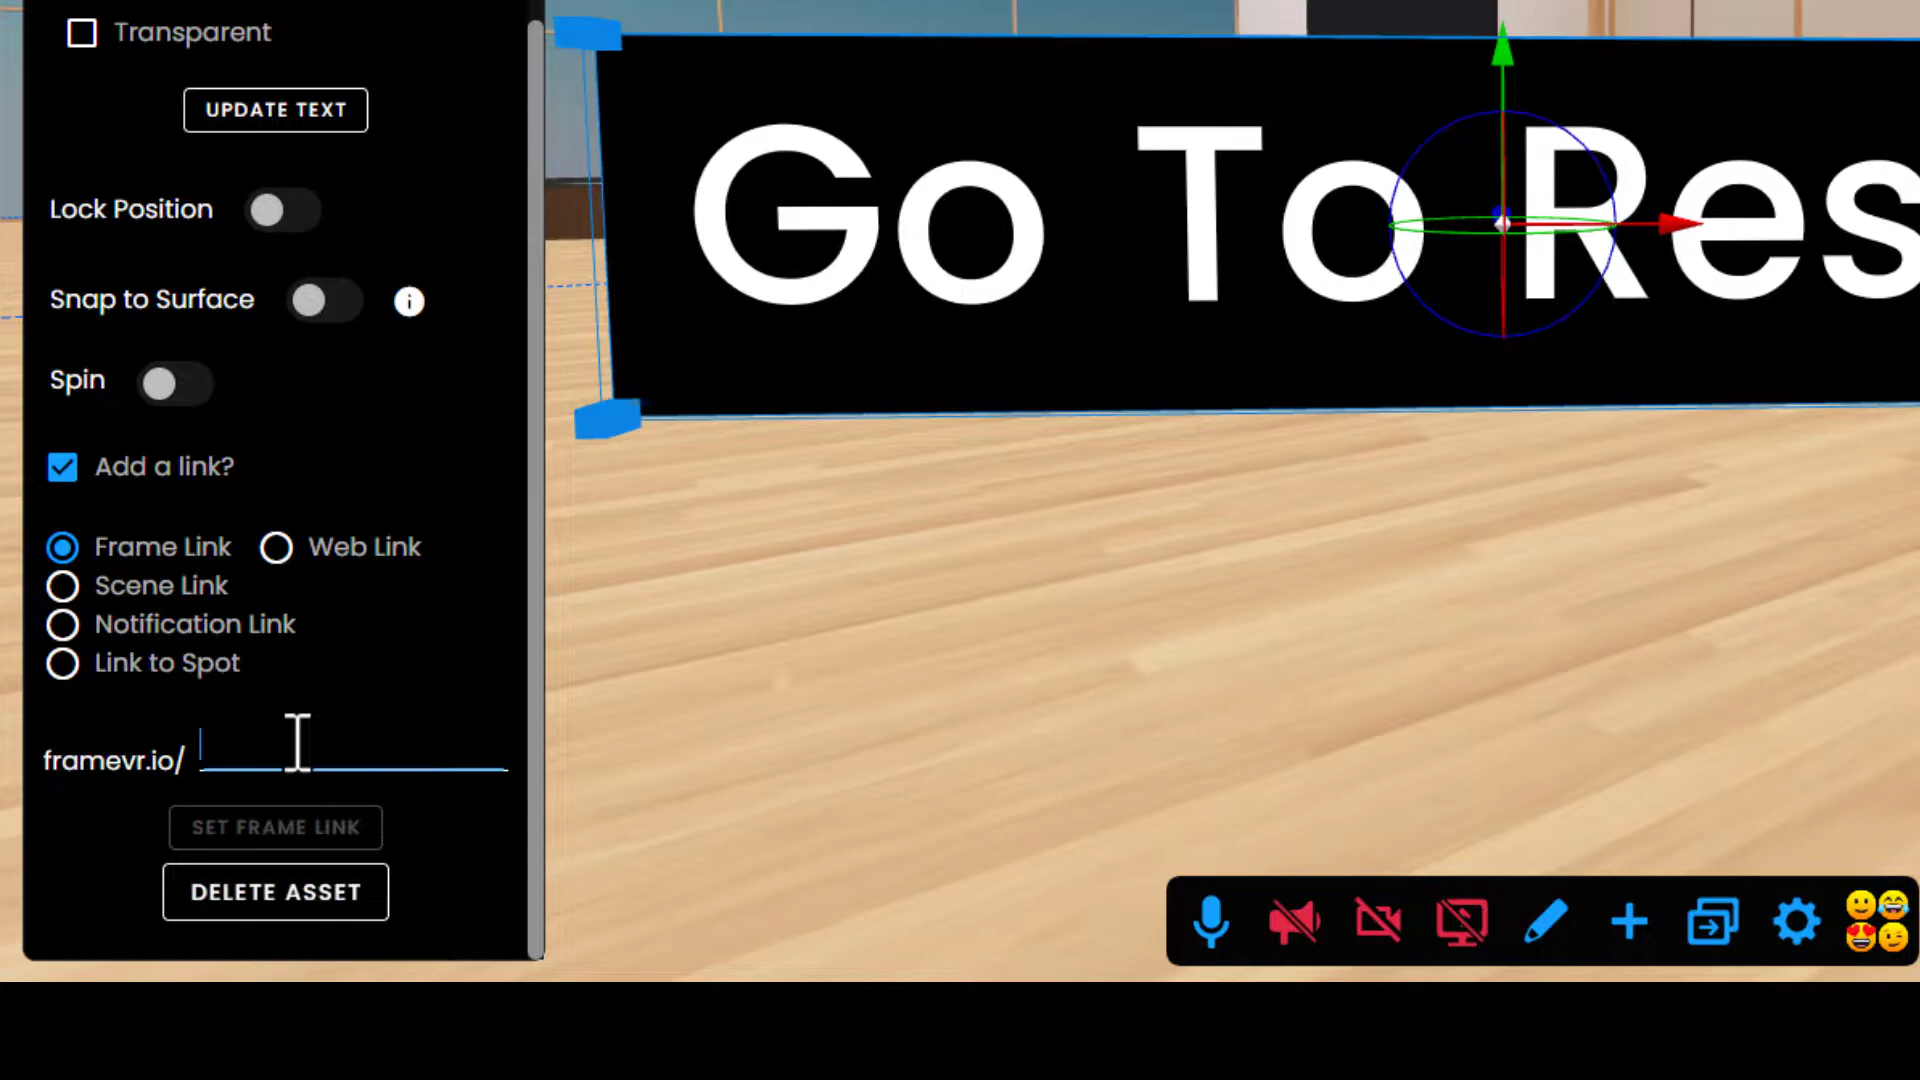 Transparent
UPDATE TEXT
Lock Position
Snap to Surface
Spin
Add a link?
Frame Link Web Link
Scene Link
Notification Link
Link to Spot
framevr.io/
SET FRAME LINK
DELETE ASSET
Go To Res